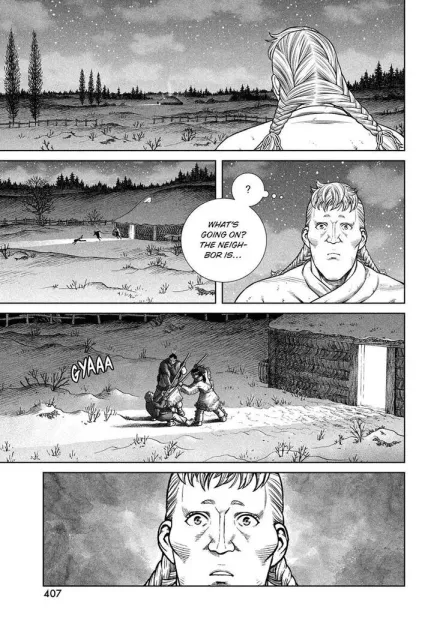 ?
WHAT'S
GOING ON?
THE NEIGH-
BOR IS...
GYAAA
407